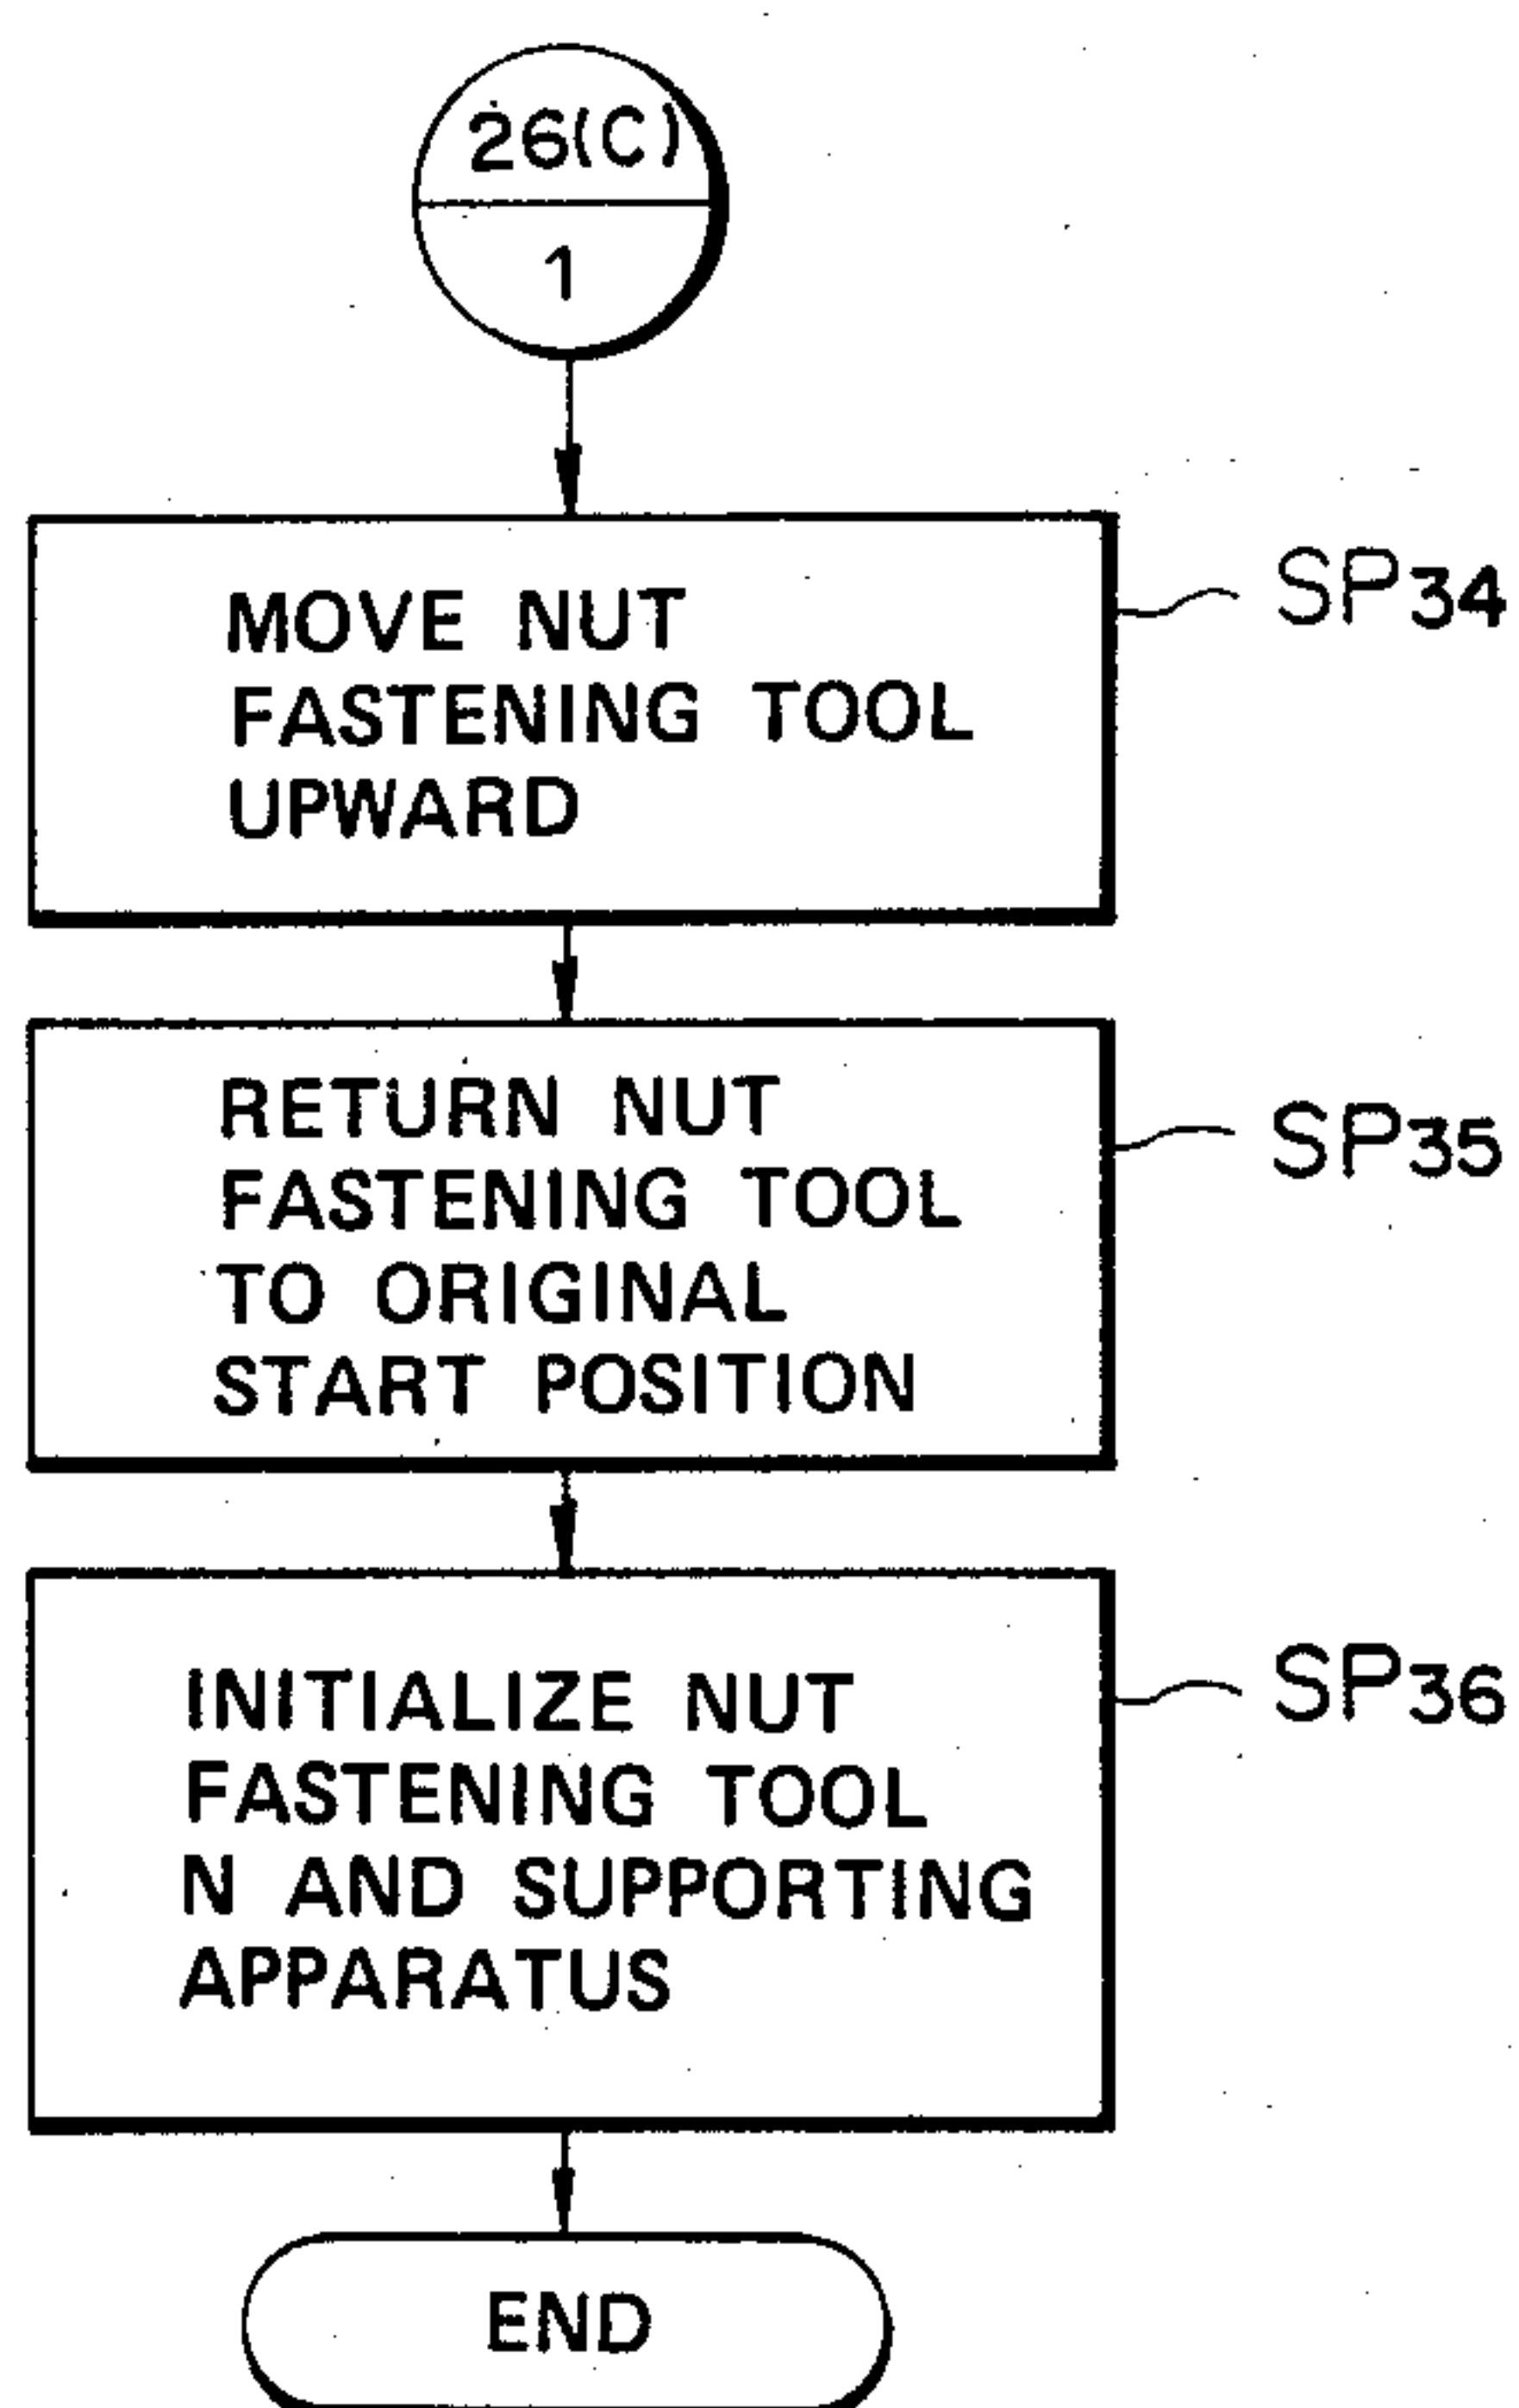 26(C)
1
MOVE NUT
FASTENING TOOL
UPWARD
SP34
RETURN NUT
FASTENING TOOL
TO ORIGINAL
START POSITION
SP35
INITIALIZE NUT
FASTENING TOOL
N AND SUPPORTING
APPARATUS
SP36
END